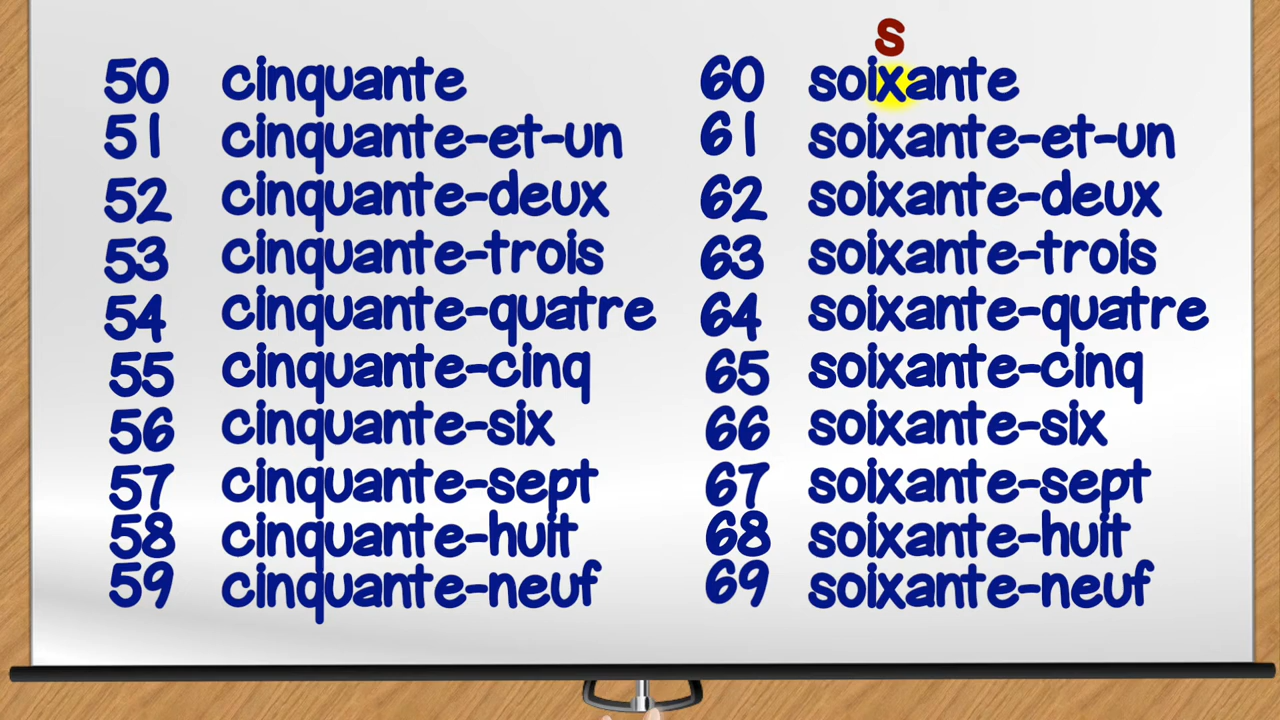 s
50 cinquante 60 soixante
51 cinquante-et-un 61 soixante-et-un
52 cinquante-deux 62 soixante-deux
53 cinquante-trois 63 soixante-trois
54 cinquante-quatre 64 soixante-quatre
55 cinquante-cinq 65 soixante-cinq
56 cinquante-six 66 soixante-six
57 cinquante-sept 67 soixante-sept
58 cinquante-huit 68 soixante-huit
59 cinquante-neuf 69 soixante-neuf